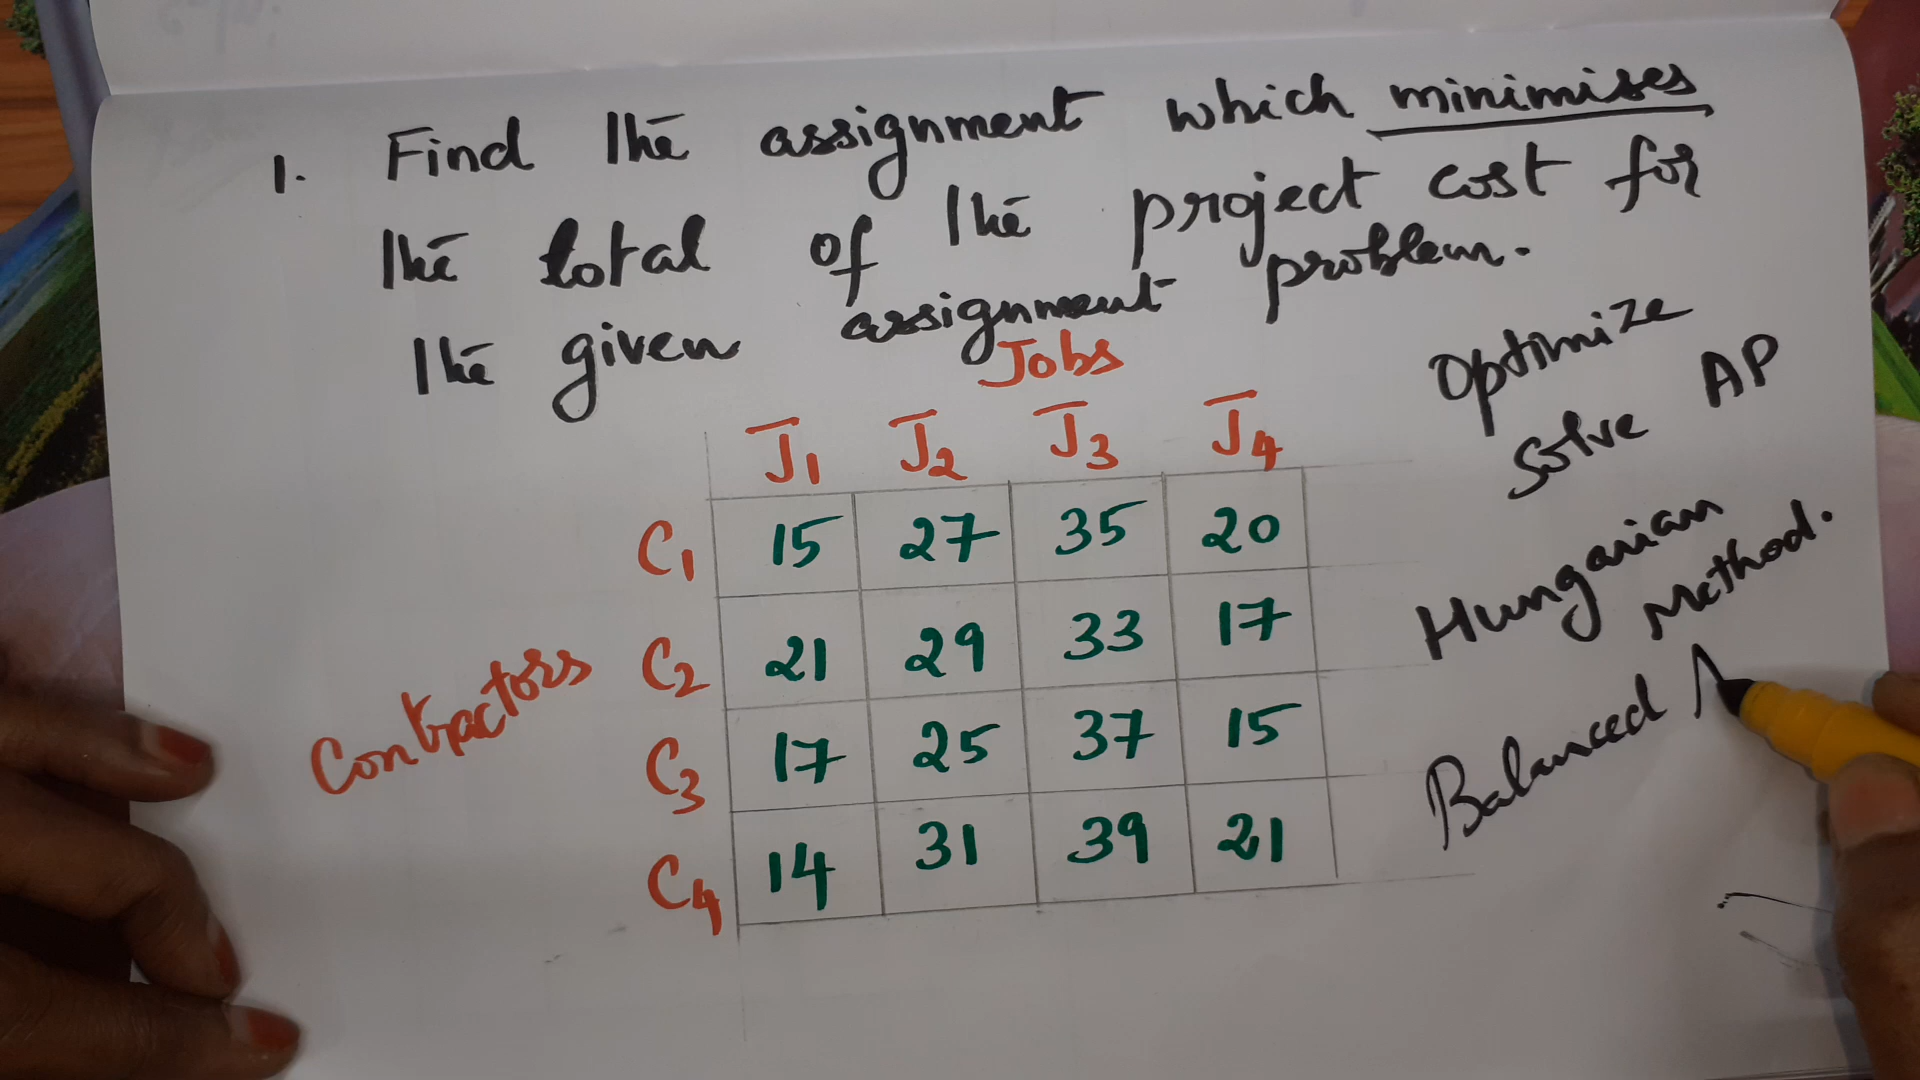 1. Find the assignment which minimises
the total of the project cost for
the given assignment problem.
Jobs
J1 J2 J3 J4
C1 15 27 35 20
C2 21 29 33 17
C3 17 25 37 15
C4 14 31 39 21
Contractors
Optimize
Solve AP
Hungarian
Method.
Balanced